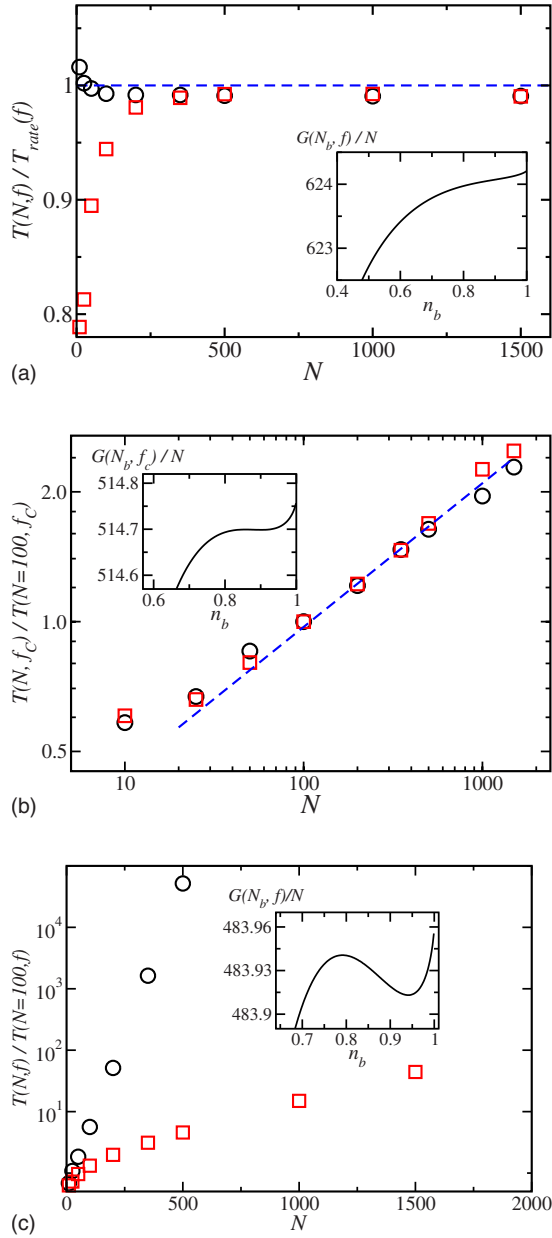 1
0.9
0.8
T(N,f) / T_rate(f)
G(N_b, f) / N
624
623
0.4 0.6 0.8 1
n_b
0 500 1000 1500
N
(a)
2.0
1.0
0.5
T(N, f_C) / T(N=100, f_C)
G(N_b, f_c) / N
514.8
514.7
514.6
0.6 0.8 1
n_b
10 100 1000
N
(b)
10^4
10^3
10^2
10^1
T(N,f) / T(N=100,f)
G(N_b, f)/N
483.96
483.93
483.9
0.7 0.8 0.9 1
n_b
0 500 1000 1500 2000
N
(c)